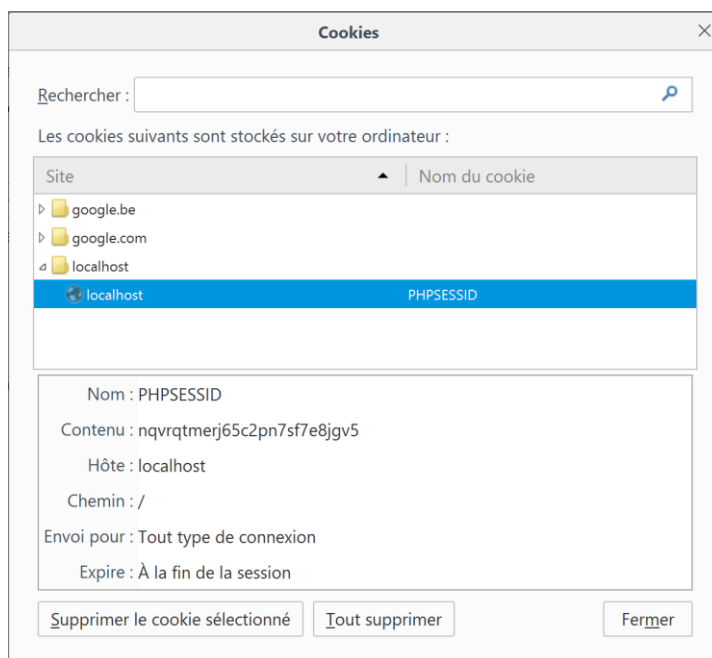 Cookies
Rechercher :
Les cookies suivants sont stockés sur votre ordinateur :
Site Nom du cookie
google.be
google.com
localhost
localhost PHPSESSID
Nom : PHPSESSID
Contenu : nqvrqtmerj65c2pn7sf7e8jgv5
Hôte : localhost
Chemin : /
Envoi pour : Tout type de connexion
Expire : À la fin de la session
Supprimer le cookie sélectionné Tout supprimer Fermer